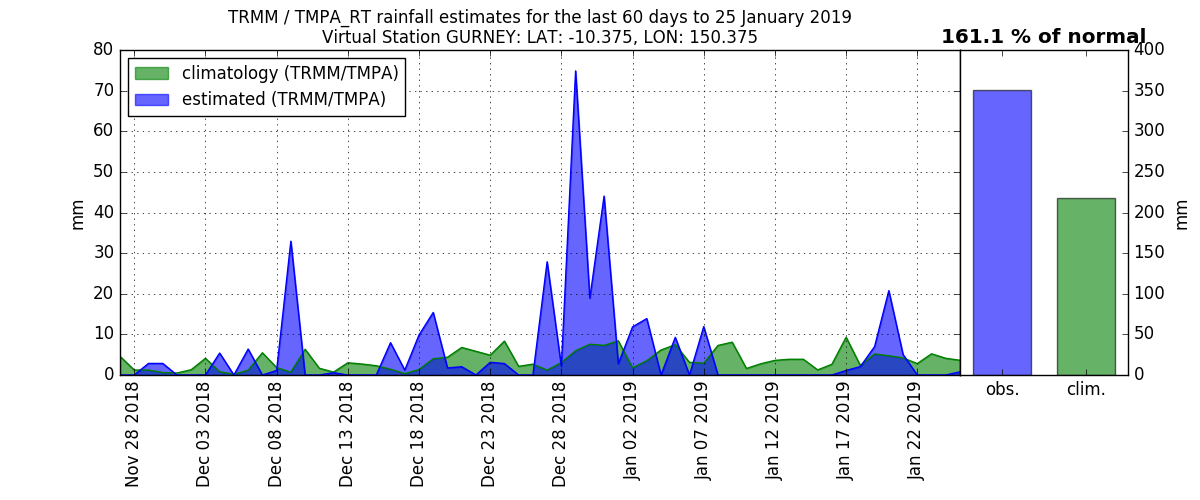 TRMM / TMPA_RT rainfall estimates for the last 60 days to 25 January 2019
Virtual Station GURNEY: LAT: -10.375, LON: 150.375
161.1 % of normal
climatology (TRMM/TMPA)
estimated (TRMM/TMPA)
80
70
60
50
40
30
20
10
0
mm
Nov 28 2018
Dec 03 2018
Dec 08 2018
Dec 13 2018
Dec 18 2018
Dec 23 2018
Dec 28 2018
Jan 02 2019
Jan 07 2019
Jan 12 2019
Jan 17 2019
Jan 22 2019
400
350
300
250
200
150
100
50
0
mm
obs.
clim.